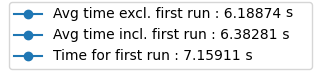 Avg time excl. first run : 6.18874 s
Avg time incl. first run : 6.38281 s
Time for first run : 7.15911 s